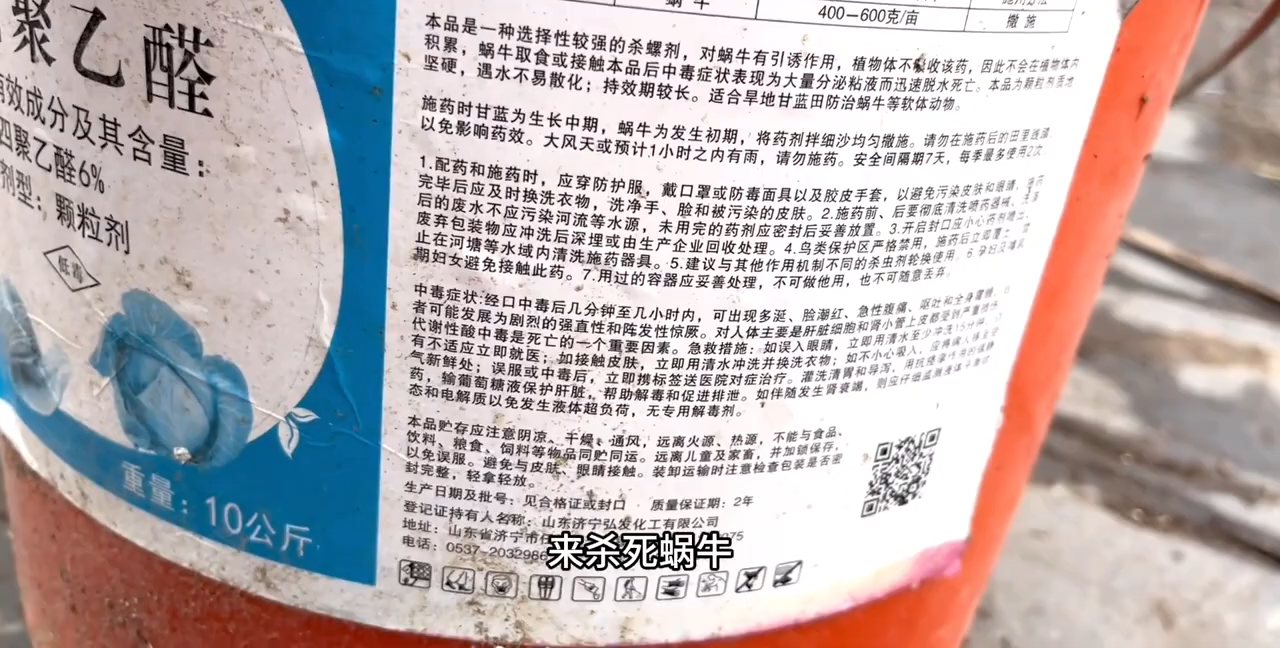 聚乙醛
有效成分及其含量：
四聚乙醛6%
剂型：颗粒剂
低毒
重量：10公斤
蜗牛
400－600克/亩
撒施
本品是一种选择性较强的杀螺剂，对蜗牛有引诱作用，植物体不吸收该药，因此不会在植物体内
积累，蜗牛取食或接触本品后中毒症状表现为大量分泌粘液而迅速脱水死亡。本品为颗粒剂质地
坚硬，遇水不易散化；持效期较长。适合旱地甘蓝田防治蜗牛等软体动物。
施药时甘蓝为生长中期，蜗牛为发生初期，将药剂拌细沙均匀撒施。请勿在施药后的田里践踏，
以免影响药效。大风天或预计1小时之内有雨，请勿施药。安全间隔期7天，每季最多使用2次
1.配药和施药时，应穿防护服，戴口罩或防毒面具以及胶皮手套，以避免污染皮肤和眼睛，施药
完毕后应及时换洗衣物，洗净手、脸和被污染的皮肤。2.施药前、后要彻底清洗喷药器械，洗涤
后的废水不应污染河流等水源，未用完的药剂应密封后妥善放置。3.开启封口应小心药剂喷出，
废弃包装物应冲洗后深埋或由生产企业回收处理。4.鸟类保护区严格禁用，施药后立即覆土，禁
止在河塘等水域内清洗施药器具。5.建议与其他作用机制不同的杀虫剂轮换使用。6.孕妇及哺乳
期妇女避免接触此药。7.用过的容器应妥善处理，不可做他用，也不可随意丢弃。
中毒症状:经口中毒后几分钟至几小时内，可出现多涎、脸潮红、急性腹痛、呕吐和全身震颤，
者可能发展为剧烈的强直性和阵发性惊厥。对人体主要是肝脏细胞和肾小管上皮都受到严重损伤，
代谢性酸中毒是死亡的一个重要因素。急救措施：如误入眼睛，立即用清水至少冲洗15分钟，
有不适应立即就医；如接触皮肤，立即用清水冲洗并换洗衣物；如不小心吸入，应将病人移至空
气新鲜处；误服或中毒后，立即携标签送医院对症治疗。灌洗清胃和导泻，用抗痉挛作用的镇静
药，输葡萄糖液保护肝脏，帮助解毒和促进排泄。如伴随发生肾衰竭，则应仔细监测液体平衡状
态和电解质以免发生液体超负荷，无专用解毒剂。
本品贮存应注意阴凉、干燥、通风，远离火源、热源，不能与食品、
饮料、粮食、饲料等物品同贮同运。远离儿童及家畜，并加锁保存，
以免误服。避免与皮肤、眼睛接触。装卸运输时注意检查包装是否密
封完整，轻拿轻放。
生产日期及批号：见合格证或封口 质量保证期：2年
登记证持有人名称：山东济宁弘发化工有限公司
地址：山东省济宁市任
电话：0537-2032986
来杀死蜗牛